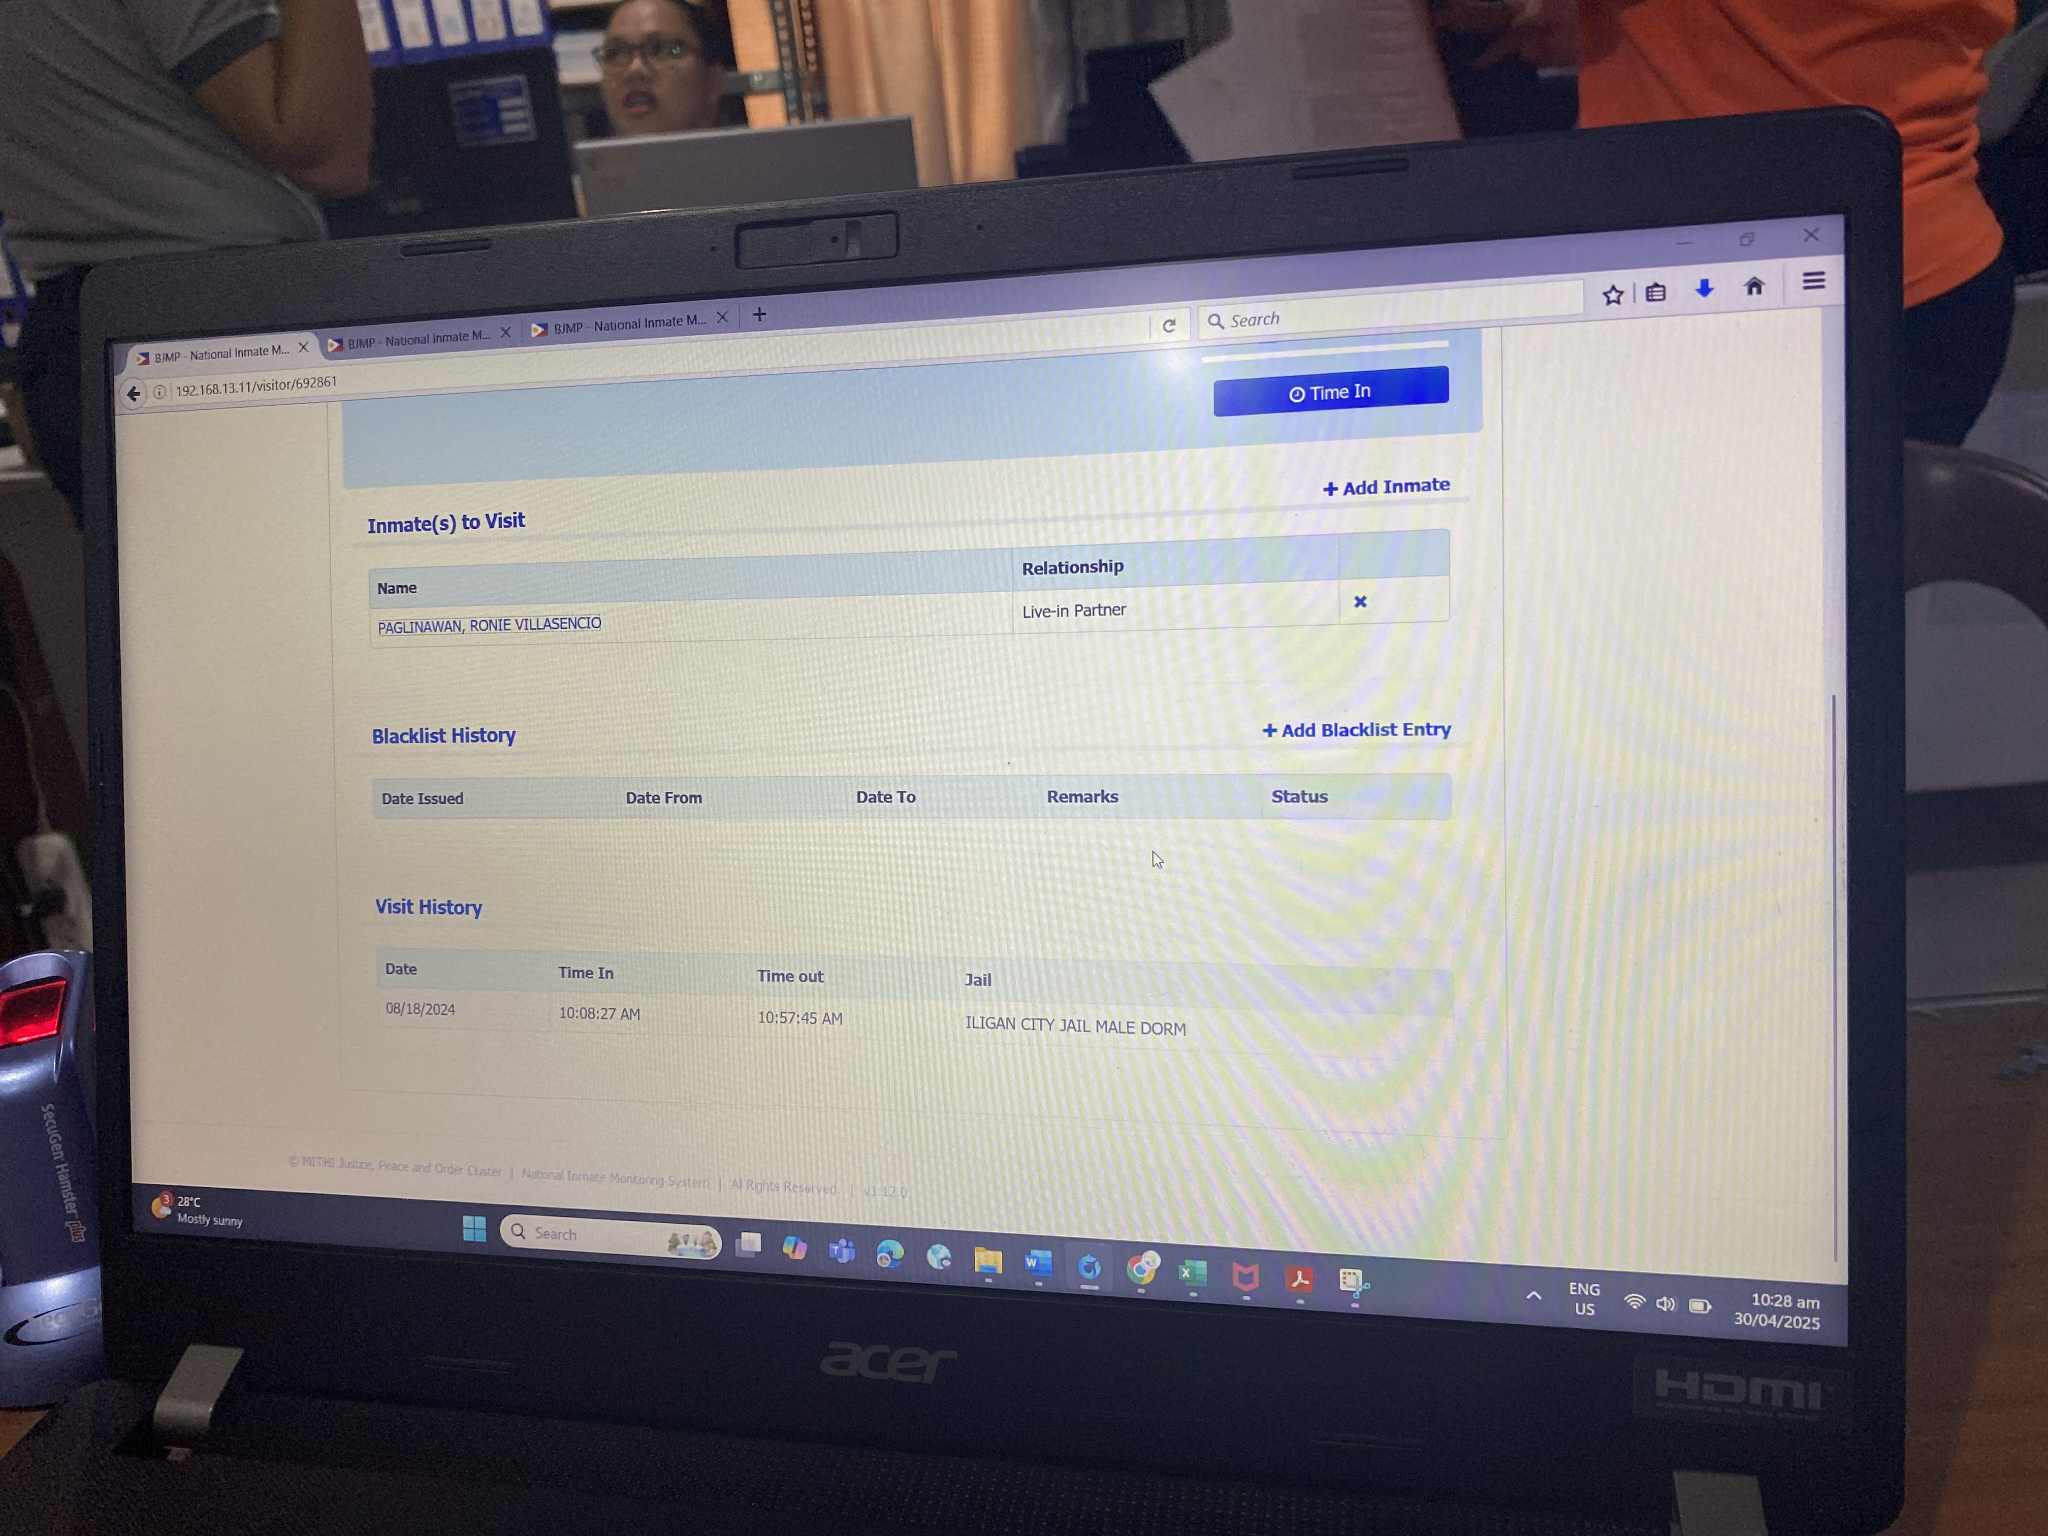 BJMP - National Inmate M...
BJMP - National Inmate M...
BJMP - National Inmate M...
192.168.13.11/visitor/692861
Search
Time In
+ Add Inmate
Inmate(s) to Visit
Name Relationship
PAGLINAWAN, RONIE VILLASENCIO Live-in Partner
Blacklist History
+ Add Blacklist Entry
Date Issued Date From Date To Remarks Status
Visit History
Date Time In Time out Jail
08/18/2024 10:08:27 AM 10:57:45 AM ILIGAN CITY JAIL MALE DORM
© MITHI Justice, Peace and Order Cluster | National Inmate Monitoring System | All Rights Reserved. | v1.12.0
3
28°C
Mostly sunny
Search
ENG
US
10:28 am
30/04/2025
acer
HDMI
SecuGen Hamster plus